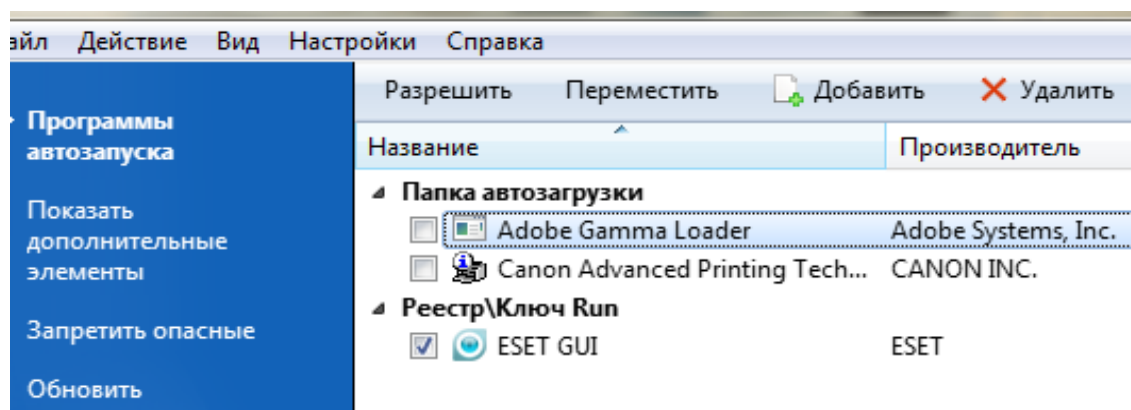 айл Действие Вид Настройки Справка
Разрешить Переместить Добавить Удалить
Программы
автозапуска
Показать
дополнительные
элементы
Запретить опасные
Обновить
Название Производитель
Папка автозагрузки
Adobe Gamma Loader Adobe Systems, Inc.
Canon Advanced Printing Tech... CANON INC.
Реестр\Ключ Run
ESET GUI ESET